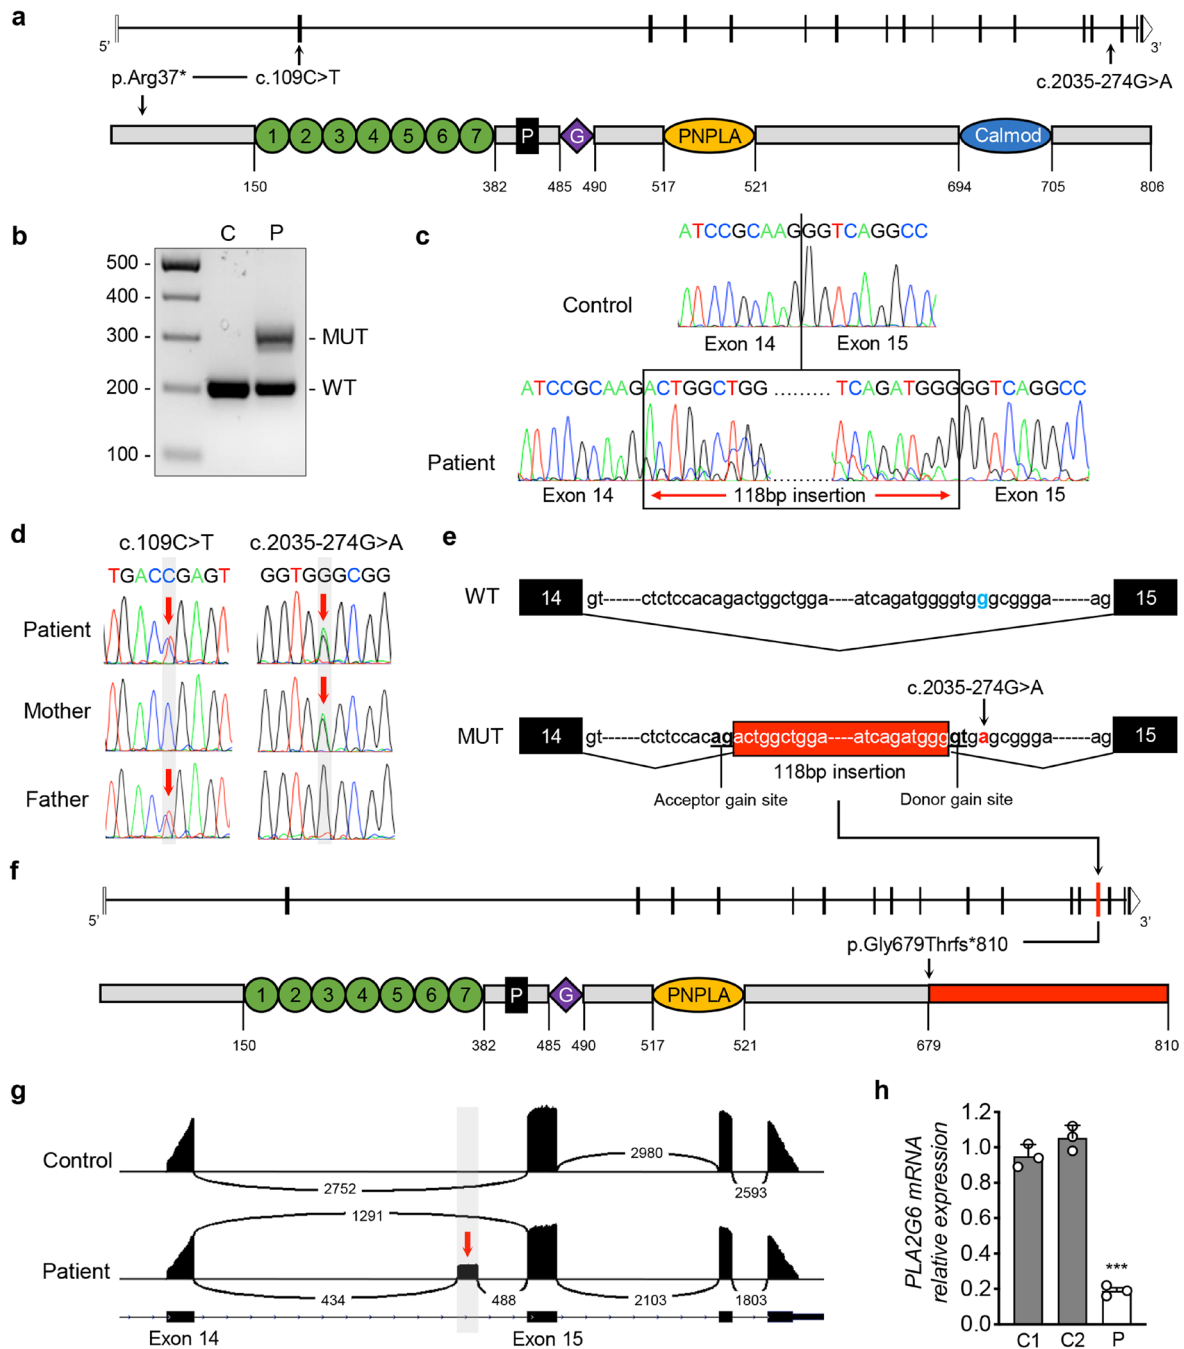 a
5’
3’
p.Arg37*
c.109C>T
c.2035-274G>A
1 2 3 4 5 6 7 P G PNPLA Calmod
150 382 485 490 517 521 694 705 806
b
C P
500 -
400 -
300 -
- MUT
200 -
- WT
100 -
c
ATCCGCAAGGGTCAGGCC
Control
Exon 14 Exon 15
ATCCGCAAGACTGGCTGG ......... TCAGATGGGGGTCAGGCC
Patient
Exon 14 118bp insertion Exon 15
d
c.109C>T c.2035-274G>A
TGACCGAGT GGTGGGCGG
Patient
Mother
Father
e
WT 14 gt------ctctccacagactggctgga----atcagatggggtgggcggga------ag 15
c.2035-274G>A
MUT 14 gt------ctctccacagactggctgga----atcagatggggtgagcggga------ag 15
118bp insertion
Acceptor gain site Donor gain site
f
5’
3’
p.Gly679Thrfs*810
1 2 3 4 5 6 7 P G PNPLA
150 382 485 490 517 521 679 810
g
Control
2980
2752
2593
1291
Patient
434 488 2103 1803
Exon 14 Exon 15
h
PLA2G6 mRNA
relative expression
1.2
1.0
0.8
0.6
0.4
0.2
0.0
***
C1 C2 P